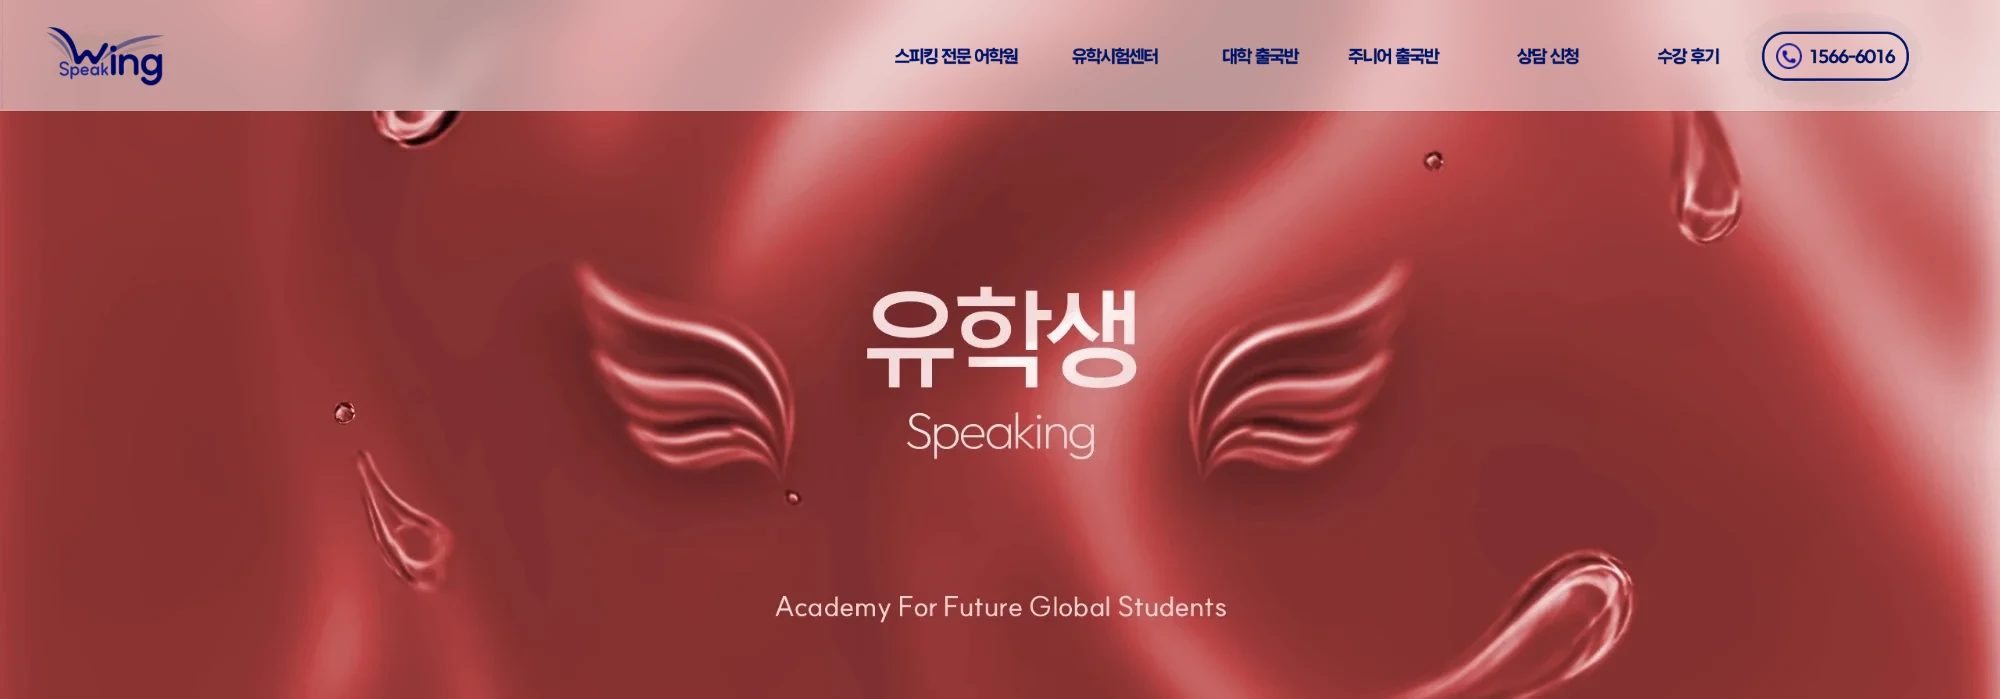 Wing
Speaking
스피킹 전문 어학원
유학시험센터
대학 출국반
주니어 출국반
상담 신청
수강 후기
1566-6016
유학생
Speaking
Academy For Future Global Students